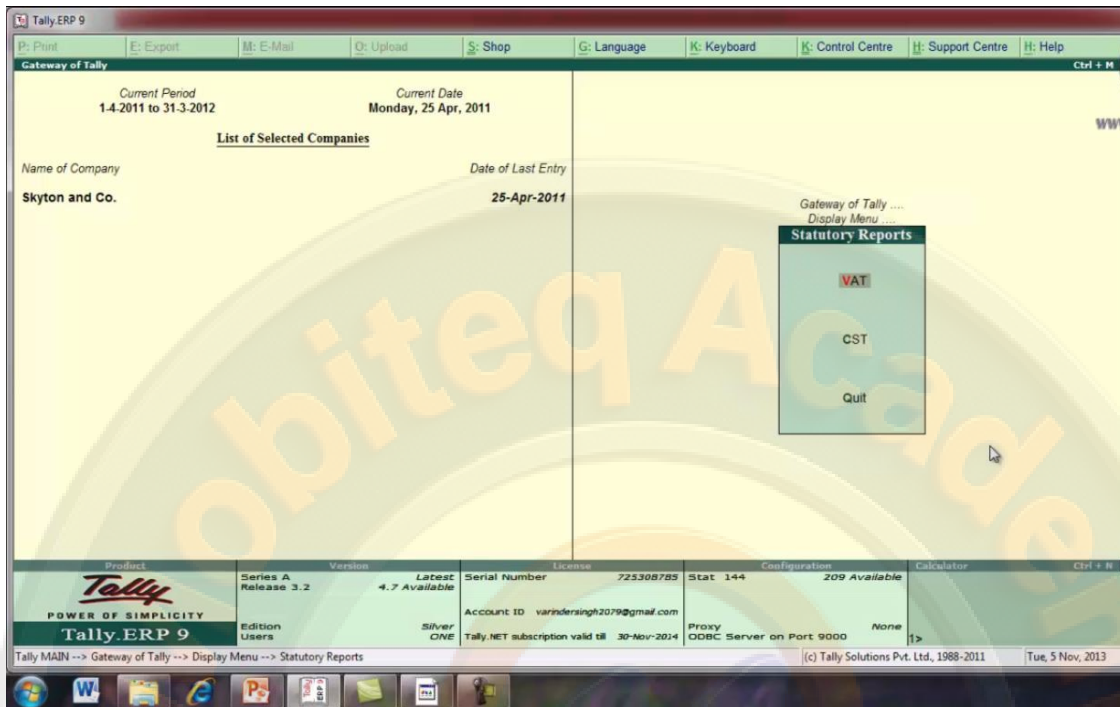 Tally.ERP 9
P: Print E: Export M: E-Mail O: Upload S: Shop G: Language K: Keyboard K: Control Centre H: Support Centre H: Help
Gateway of Tally Ctrl + M
Current Period Current Date
1-4-2011 to 31-3-2012 Monday, 25 Apr, 2011
List of Selected Companies
Name of Company Date of Last Entry
Skyton and Co. 25-Apr-2011
Gateway of Tally ....
Display Menu ....
Statutory Reports
VAT
CST
Quit
Product Version License Configuration Calculator Ctrl + N
Tally
POWER OF SIMPLICITY
Tally.ERP 9
Series A Latest
Release 3.2 4.7 Available
Edition Silver
Users ONE
Serial Number 725308785
Account ID varindersingh2079@gmail.com
Tally.NET subscription valid till 30-Nov-2014
Stat 144 209 Available
Proxy None
ODBC Server on Port 9000
1>
Tally MAIN --> Gateway of Tally --> Display Menu --> Statutory Reports (c) Tally Solutions Pvt. Ltd., 1988-2011 Tue, 5 Nov, 2013